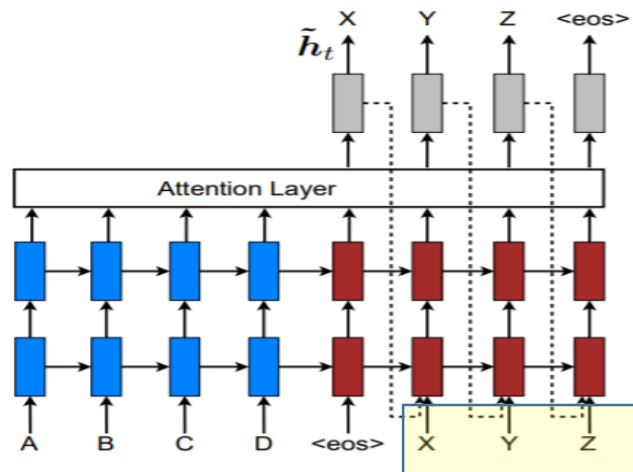 X Y Z <eos>
h̃t
Attention Layer
A B C D <eos> X Y Z